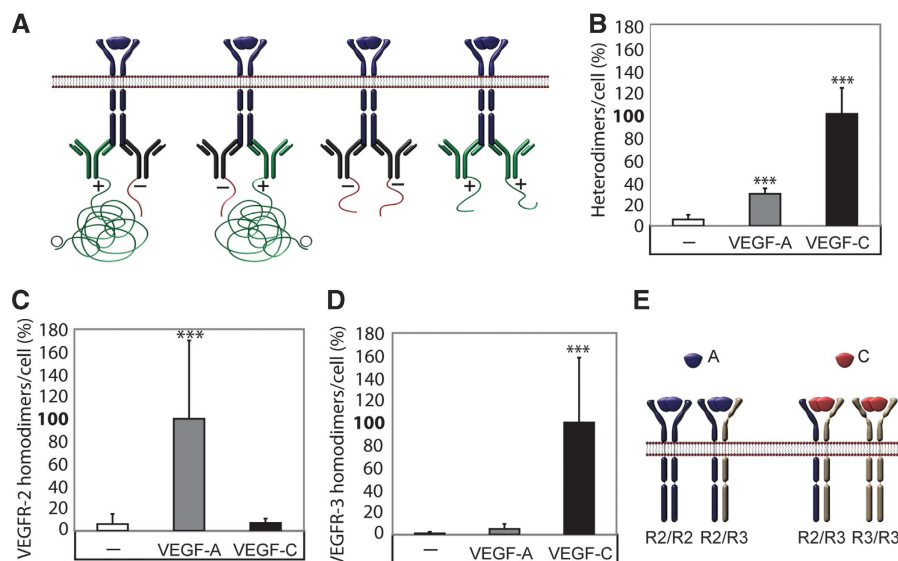 A
+ − − + − − + +
B
Heterodimers/cell (%)
180
160
140
120
100
80
60
40
20
0
***
***
− VEGF-A VEGF-C
C
VEGFR-2 homodimers/cell (%)
180
160
140
120
100
80
60
40
20
0
***
− VEGF-A VEGF-C
D
VEGFR-3 homodimers/cell (%)
180
160
140
120
100
80
60
40
20
0
***
− VEGF-A VEGF-C
E
A C
R2/R2 R2/R3 R2/R3 R3/R3